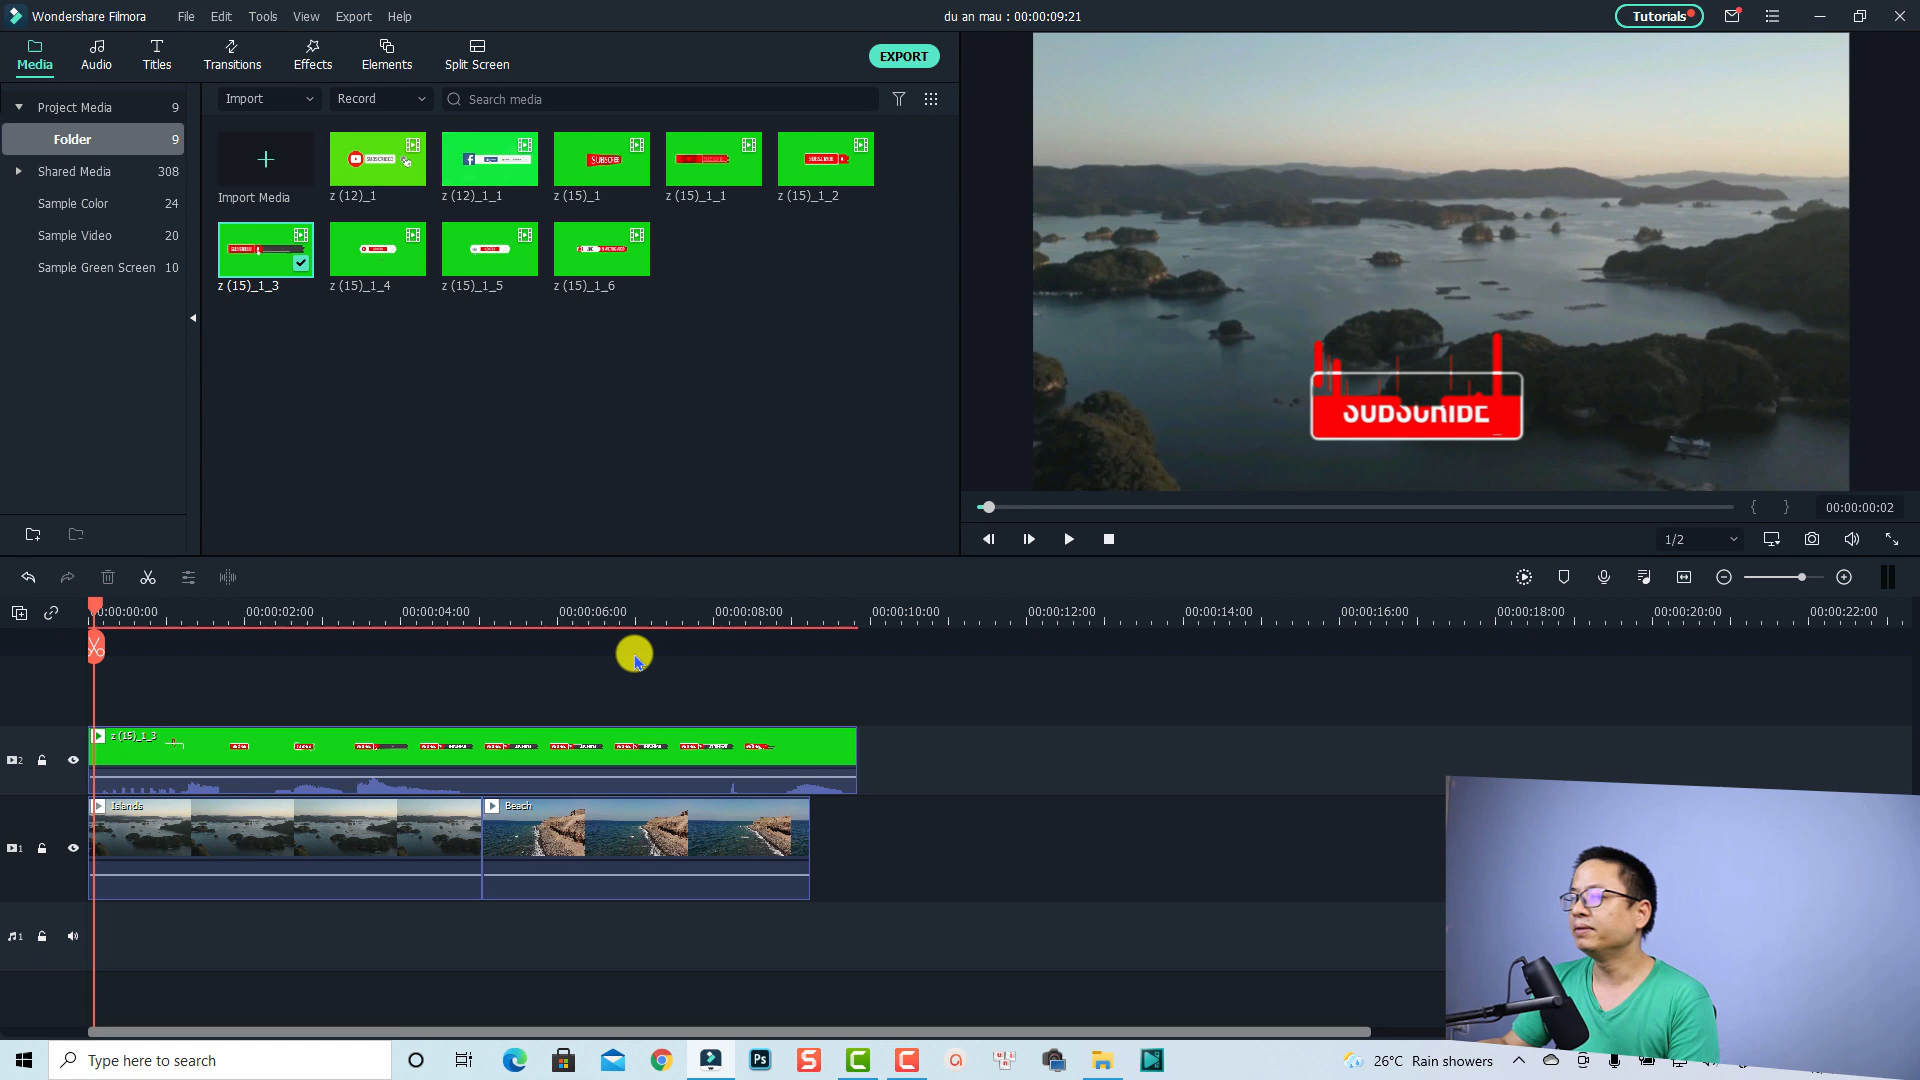 Wondershare Filmora
File Edit Tools View Export Help
du an mau : 00:00:09:21
Tutorials
Media Audio Titles Transitions Effects Elements Split Screen
EXPORT
Project Media 9
Folder 9
Shared Media 308
Sample Color 24
Sample Video 20
Sample Green Screen 10
Import Record Search media
Import Media z (12)_1 z (12)_1_1 z (15)_1 z (15)_1_1 z (15)_1_2
z (15)_1_3 z (15)_1_4 z (15)_1_5 z (15)_1_6
SUBSCRIBE
{ } 00:00:00:02
1/2
00:00:00:00 00:00:02:00 00:00:04:00 00:00:06:00 00:00:08:00 00:00:10:00 00:00:12:00 00:00:14:00 00:00:16:00 00:00:18:00 00:00:20:00 00:00:22:00
z (15)_1_3
2
Islands Beach
1
1
Type here to search
Ps
26°C Rain showers